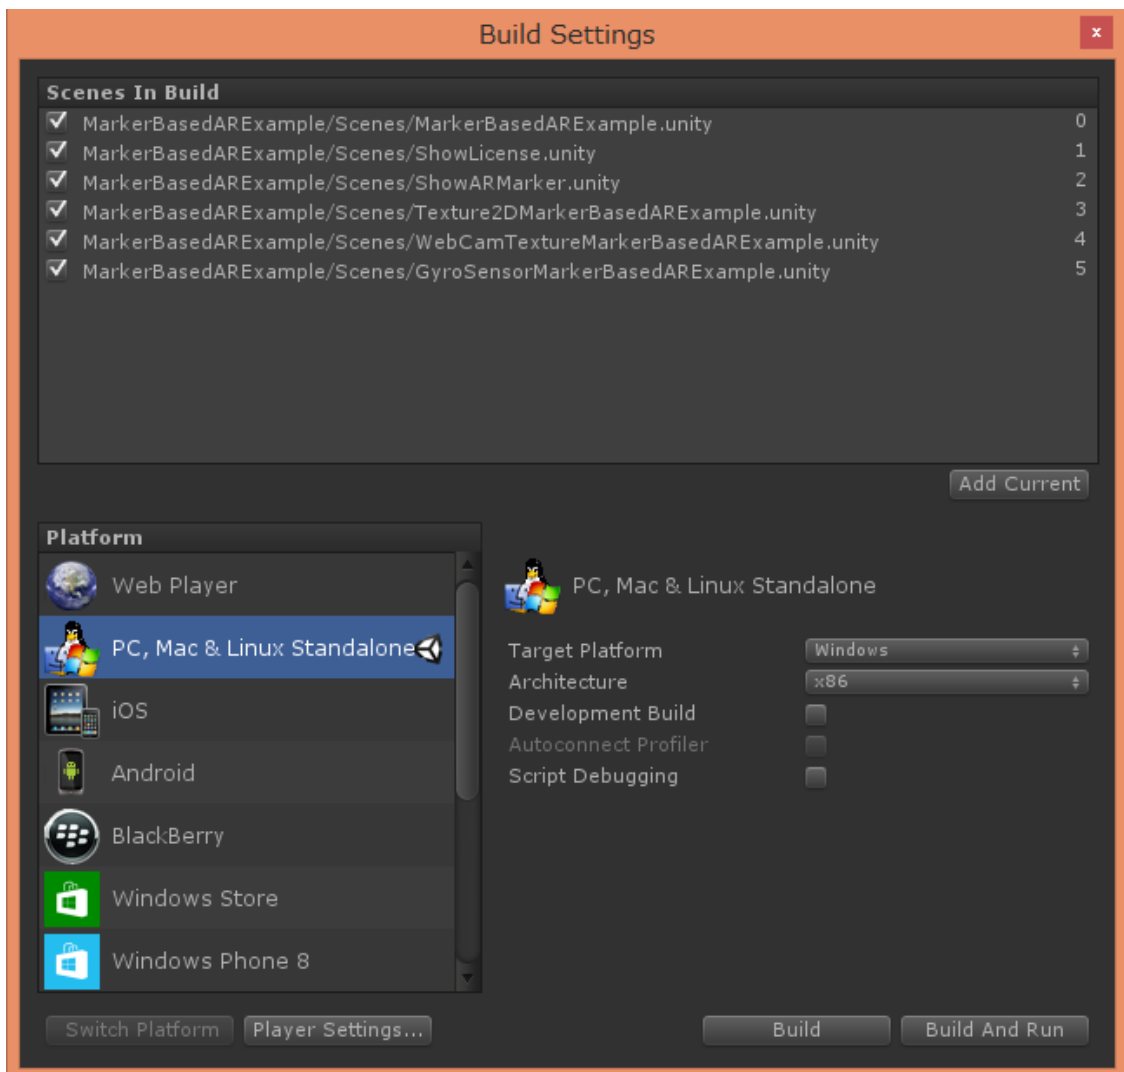 Build Settings
x
Scenes In Build
MarkerBasedARExample/Scenes/MarkerBasedARExample.unity 0
MarkerBasedARExample/Scenes/ShowLicense.unity 1
MarkerBasedARExample/Scenes/ShowARMarker.unity 2
MarkerBasedARExample/Scenes/Texture2DMarkerBasedARExample.unity 3
MarkerBasedARExample/Scenes/WebCamTextureMarkerBasedARExample.unity 4
MarkerBasedARExample/Scenes/GyroSensorMarkerBasedARExample.unity 5
Add Current
Platform
Web Player
PC, Mac & Linux Standalone
iOS
Android
BlackBerry
Windows Store
Windows Phone 8
PC, Mac & Linux Standalone
Target Platform Windows
Architecture x86
Development Build
Autoconnect Profiler
Script Debugging
Switch Platform Player Settings... Build Build And Run